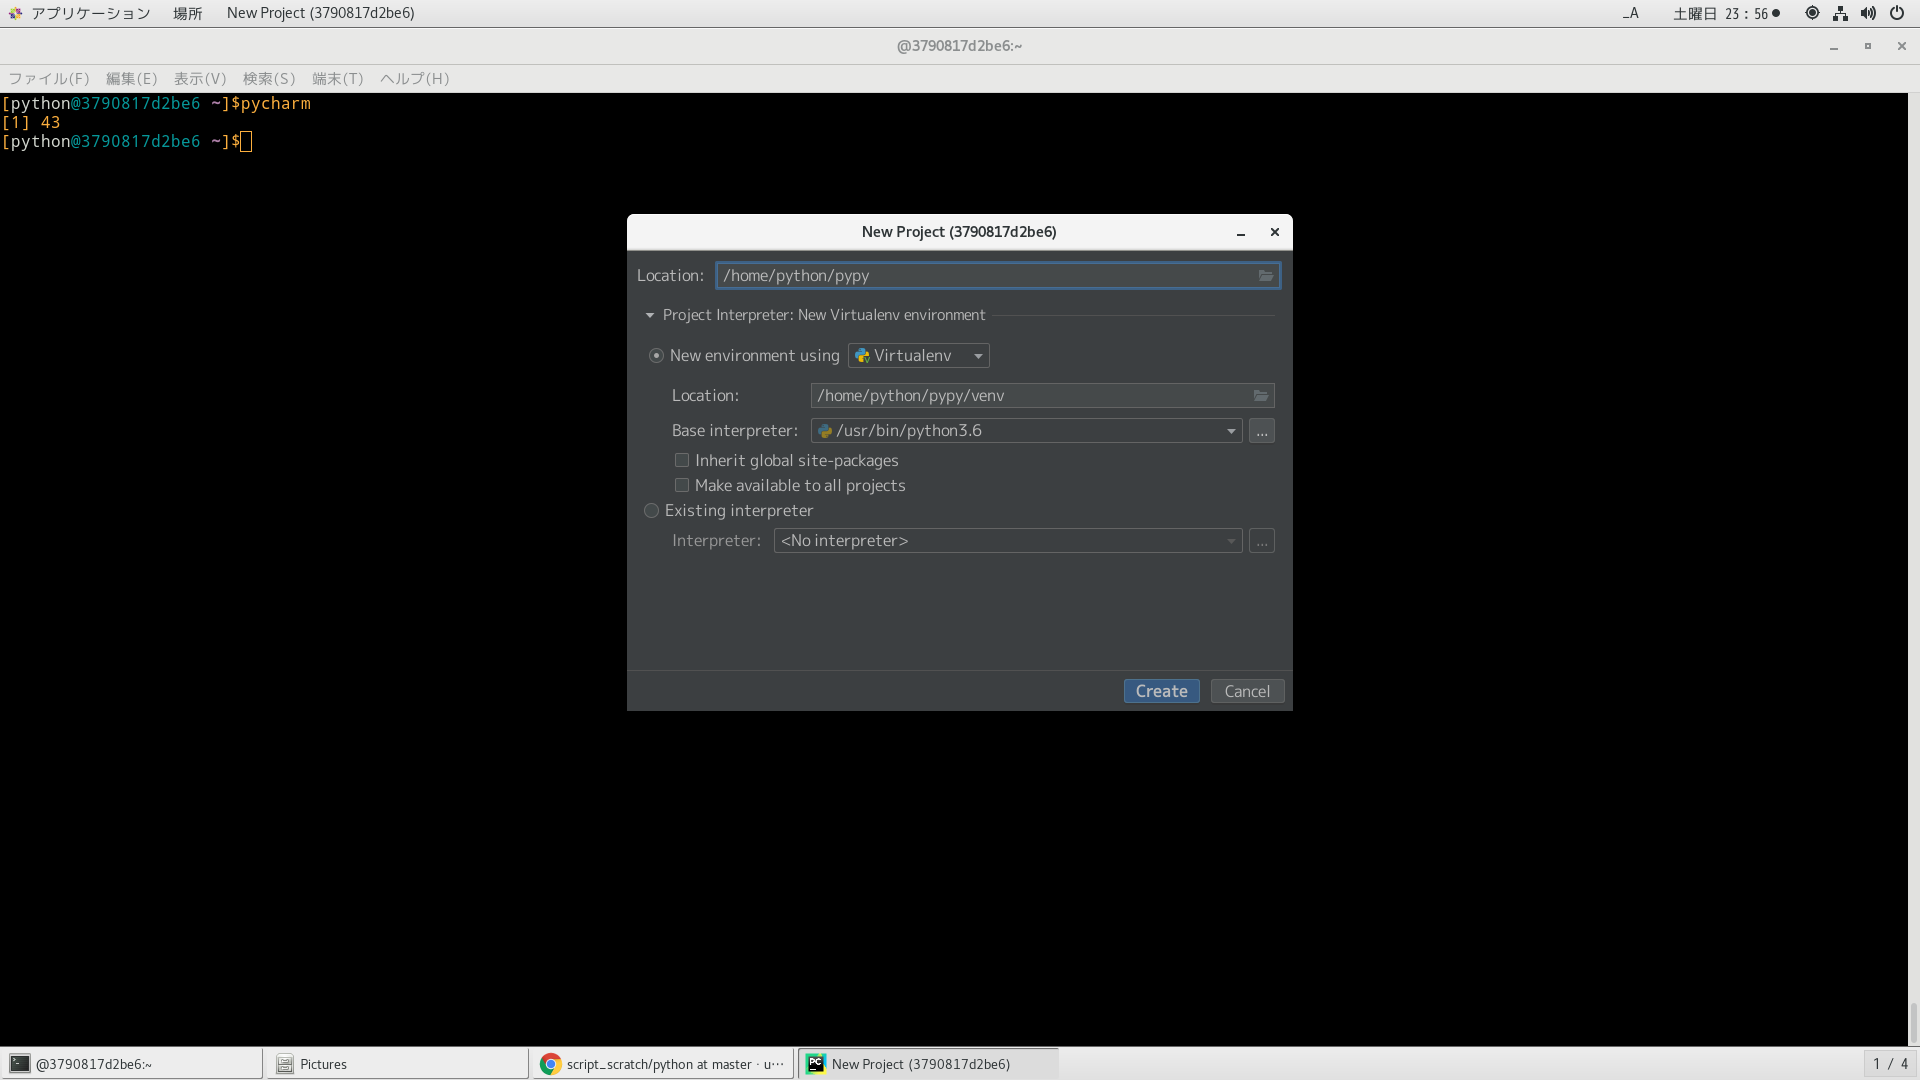 アプリケーション 場所 New Project (3790817d2be6) _A 土曜日 23 : 56
@3790817d2be6:~
ファイル(F) 編集(E) 表示(V) 検索(S) 端末(T) ヘルプ(H)
[python@3790817d2be6 ~]$pycharm
[1] 43
[python@3790817d2be6 ~]$
New Project (3790817d2be6)
Location: /home/python/pypy
Project Interpreter: New Virtualenv environment
New environment using Virtualenv
Location: /home/python/pypy/venv
Base interpreter: /usr/bin/python3.6 ...
Inherit global site-packages
Make available to all projects
Existing interpreter
Interpreter: <No interpreter> ...
Create Cancel
@3790817d2be6:~ Pictures script_scratch/python at master · u… PC New Project (3790817d2be6) 1 / 4